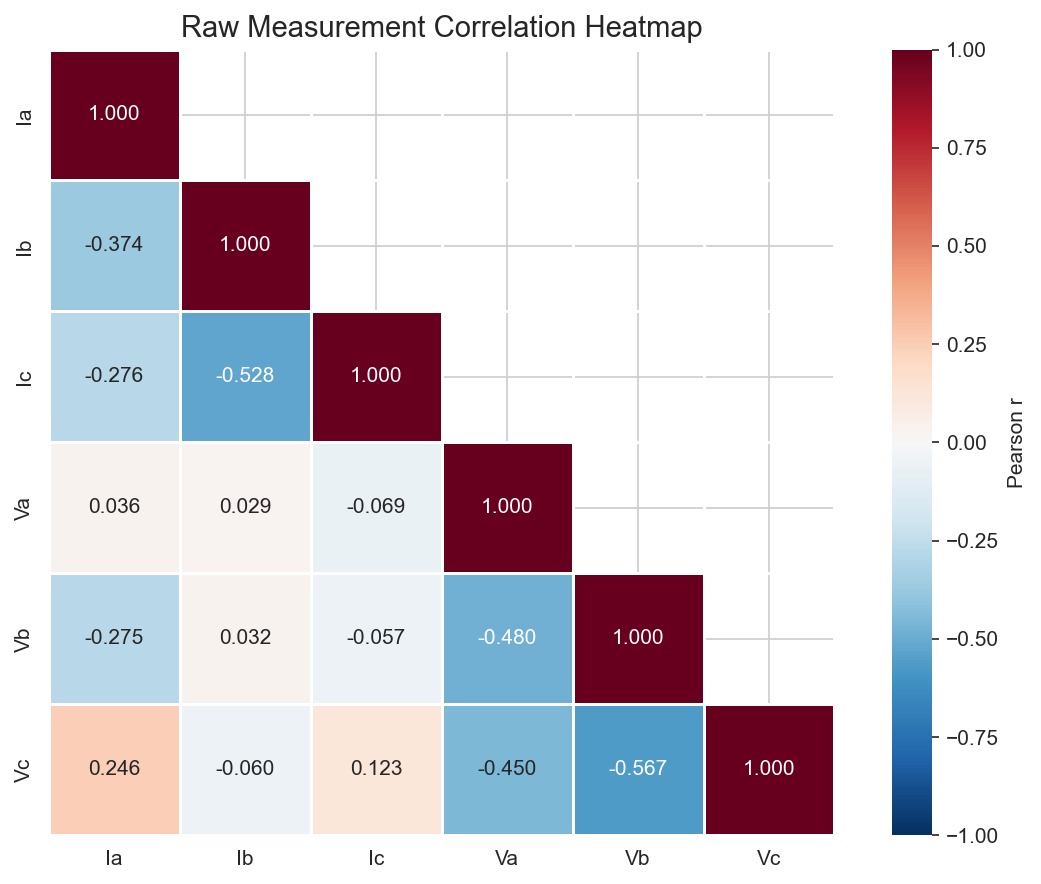 Raw Measurement Correlation Heatmap
Ia
1.000
Ib
-0.374
1.000
Ic
-0.276
-0.528
1.000
Va
0.036
0.029
-0.069
1.000
Vb
-0.275
0.032
-0.057
-0.480
1.000
Vc
0.246
-0.060
0.123
-0.450
-0.567
1.000
Ia
Ib
Ic
Va
Vb
Vc
1.00
0.75
0.50
0.25
0.00
−0.25
−0.50
−0.75
−1.00
Pearson r